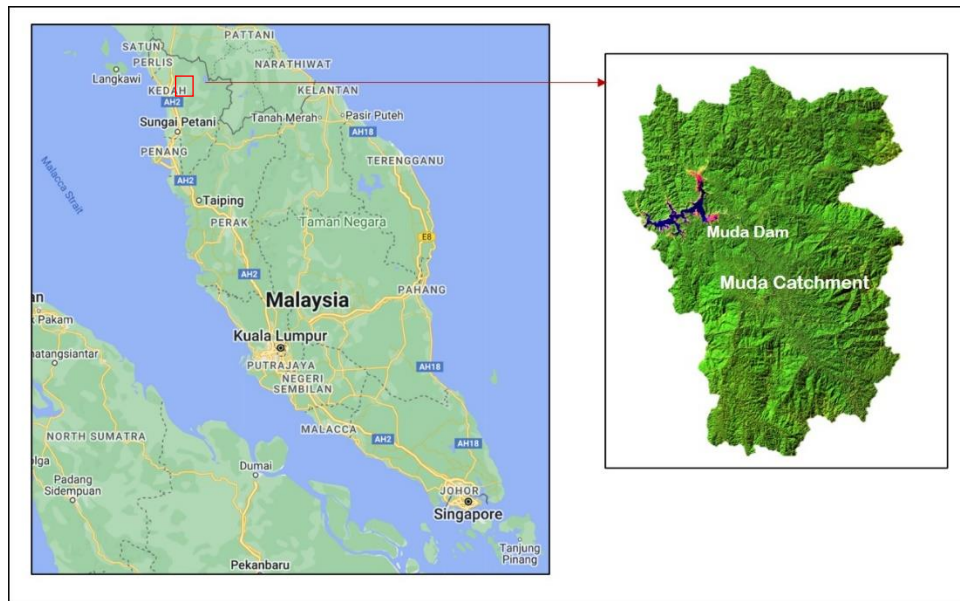 PATTANI
SATUN
PERLIS
NARATHIWAT
Langkawi
KEDAH
KELANTAN
AH2
Tanah Merah
Pasir Puteh
Sungai Petani
AH18
PENANG
TERENGGANU
AH2
Malacca Strait
Taiping
Taman Negara
PERAK
E8
AH2
PAHANG
Malaysia
an
Pakam
Kuala Lumpur
PUTRAJAYA
natangsiantar
NEGERI
SEMBILAN
AH18
MALACCA
AH2
AH18
NORTH SUMATRA
olga
Dumai
Padang
Sidempuan
JOHOR
Singapore
Tanjung
Pinang
Pekanbaru
Muda Dam
Muda Catchment